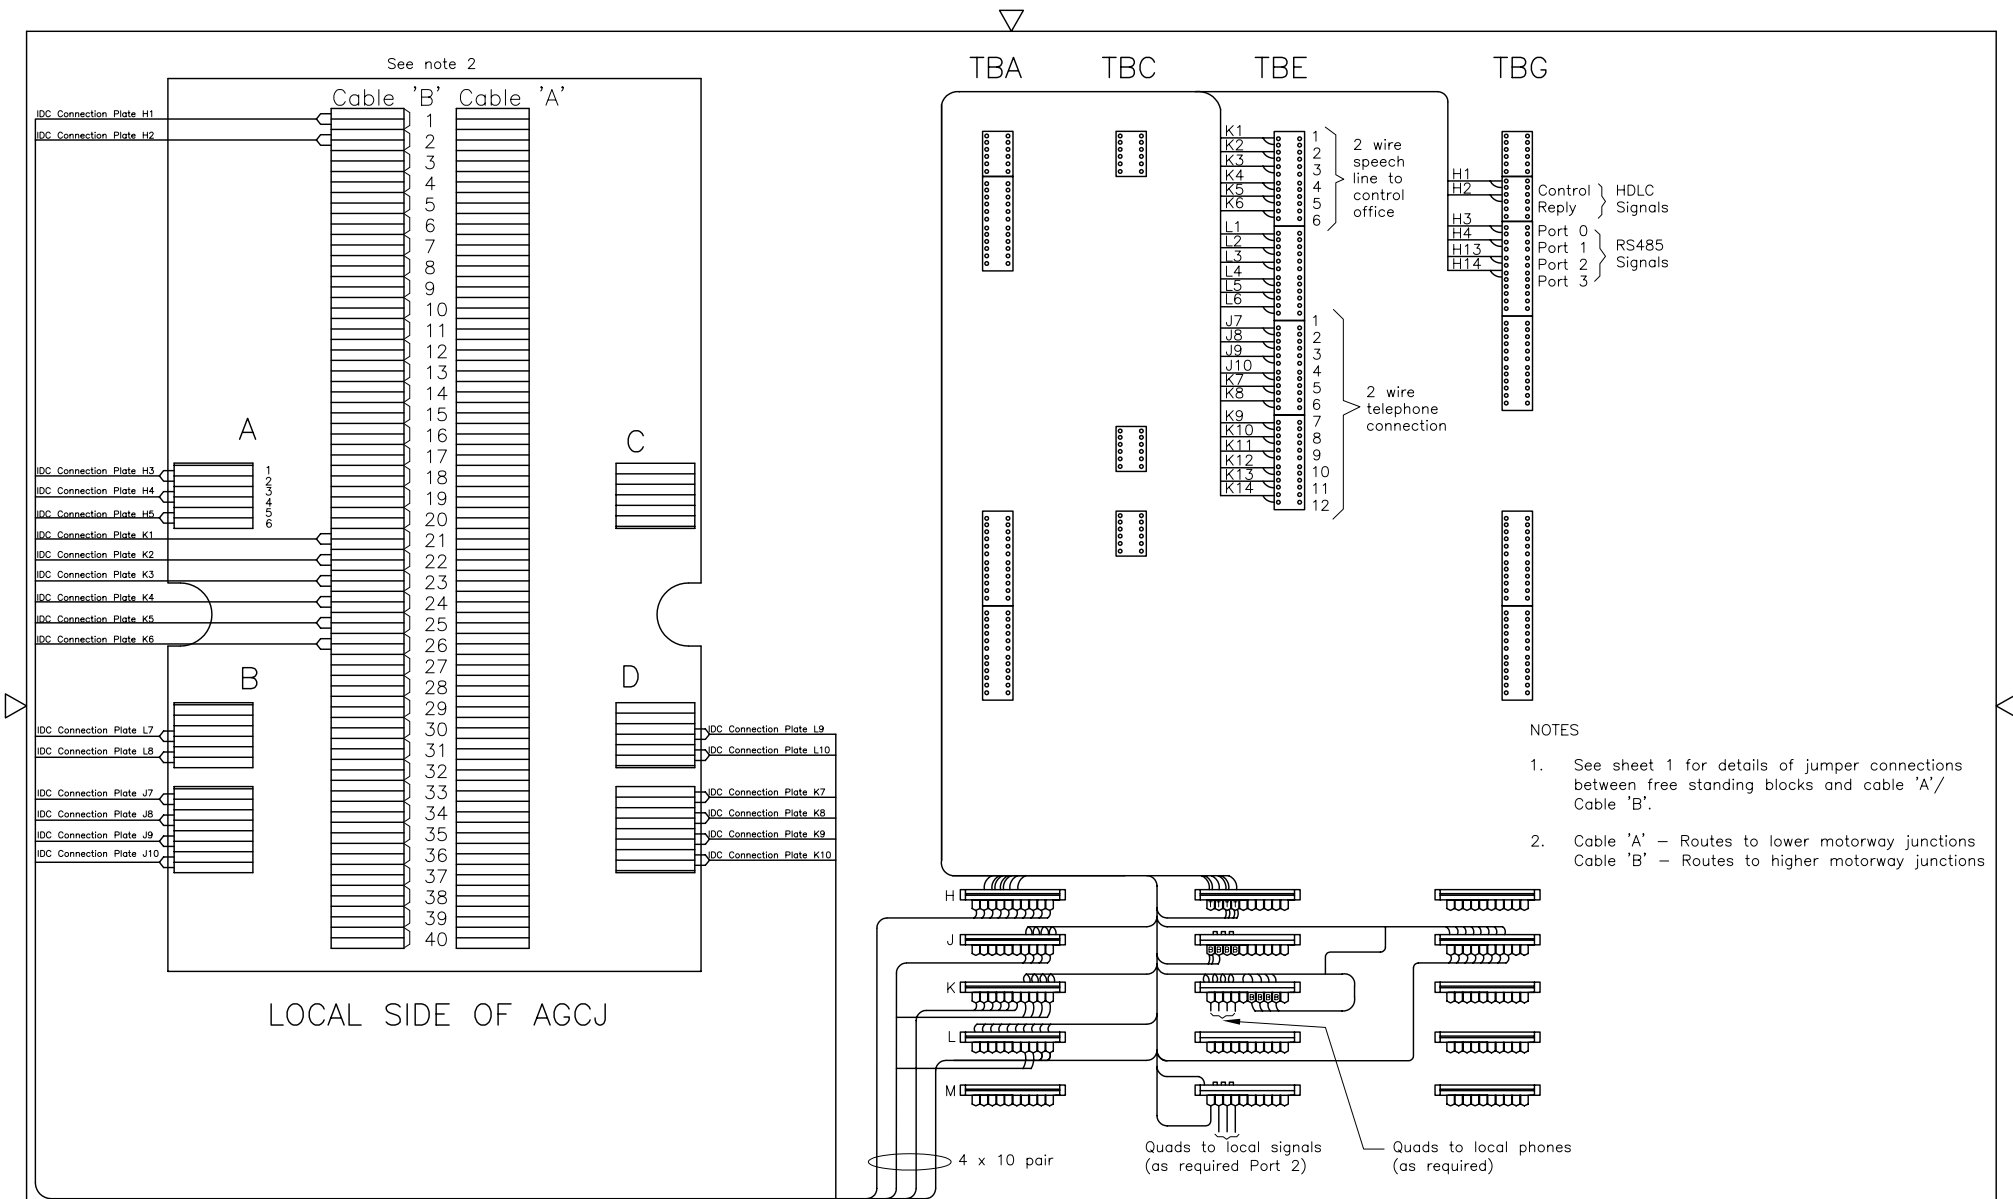 See note 2
Cable 'B' Cable 'A'
IDC Connection Plate H1
IDC Connection Plate H2
1
2
3
4
5
6
7
8
9
10
11
12
13
14
15
16
17
18
19
20
21
22
23
24
25
26
27
28
29
30
31
32
33
34
35
36
37
38
39
40
A
IDC Connection Plate H3
IDC Connection Plate H4
IDC Connection Plate H5
1
2
3
4
5
6
C
IDC Connection Plate K1
IDC Connection Plate K2
IDC Connection Plate K3
IDC Connection Plate K4
IDC Connection Plate K5
IDC Connection Plate K6
B
IDC Connection Plate L7
IDC Connection Plate L8
IDC Connection Plate J7
IDC Connection Plate J8
IDC Connection Plate J9
IDC Connection Plate J10
D
IDC Connection Plate L9
IDC Connection Plate L10
IDC Connection Plate K7
IDC Connection Plate K8
IDC Connection Plate K9
IDC Connection Plate K10
LOCAL SIDE OF AGCJ
TBA TBC TBE TBG
K1
K2
K3
K4
K5
K6
L1
L2
L3
L4
L5
L6
J7
J8
J9
J10
K7
K8
K9
K10
K11
K12
K13
K14
1
2
3
4
5
6
2 wire
speech
line to
control
office
1
2
3
4
5
6
7
8
9
10
11
12
2 wire
telephone
connection
H1
H2
H3
H4
H13
H14
Control
Reply
HDLC
Signals
Port 0
Port 1
Port 2
Port 3
RS485
Signals
NOTES
1. See sheet 1 for details of jumper connections
between free standing blocks and cable 'A'/
Cable 'B'.
2. Cable 'A' – Routes to lower motorway junctions
Cable 'B' – Routes to higher motorway junctions
H
J
B B B B
K
B B B B
L
M
4 x 10 pair
Quads to local signals
(as required Port 2)
Quads to local phones
(as required)